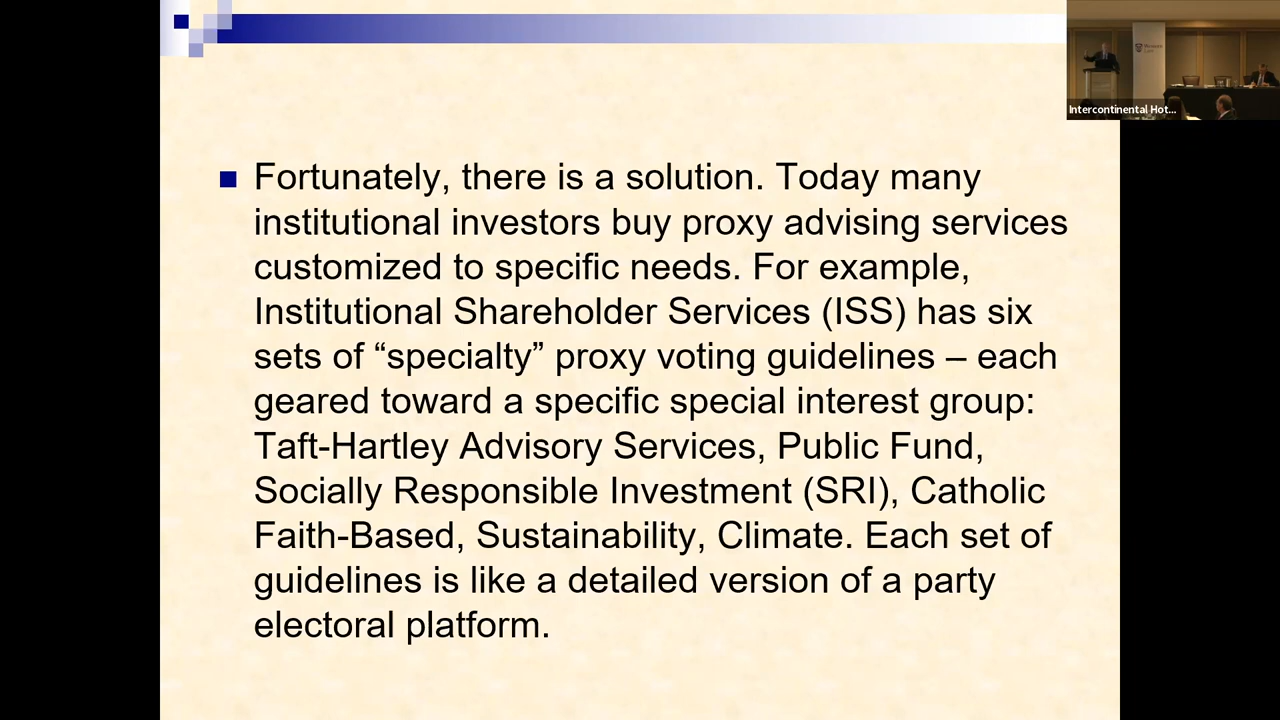 Intercontinental Hot...
Fortunately, there is a solution. Today many
institutional investors buy proxy advising services
customized to specific needs. For example,
Institutional Shareholder Services (ISS) has six
sets of “specialty” proxy voting guidelines – each
geared toward a specific special interest group:
Taft-Hartley Advisory Services, Public Fund,
Socially Responsible Investment (SRI), Catholic
Faith-Based, Sustainability, Climate. Each set of
guidelines is like a detailed version of a party
electoral platform.